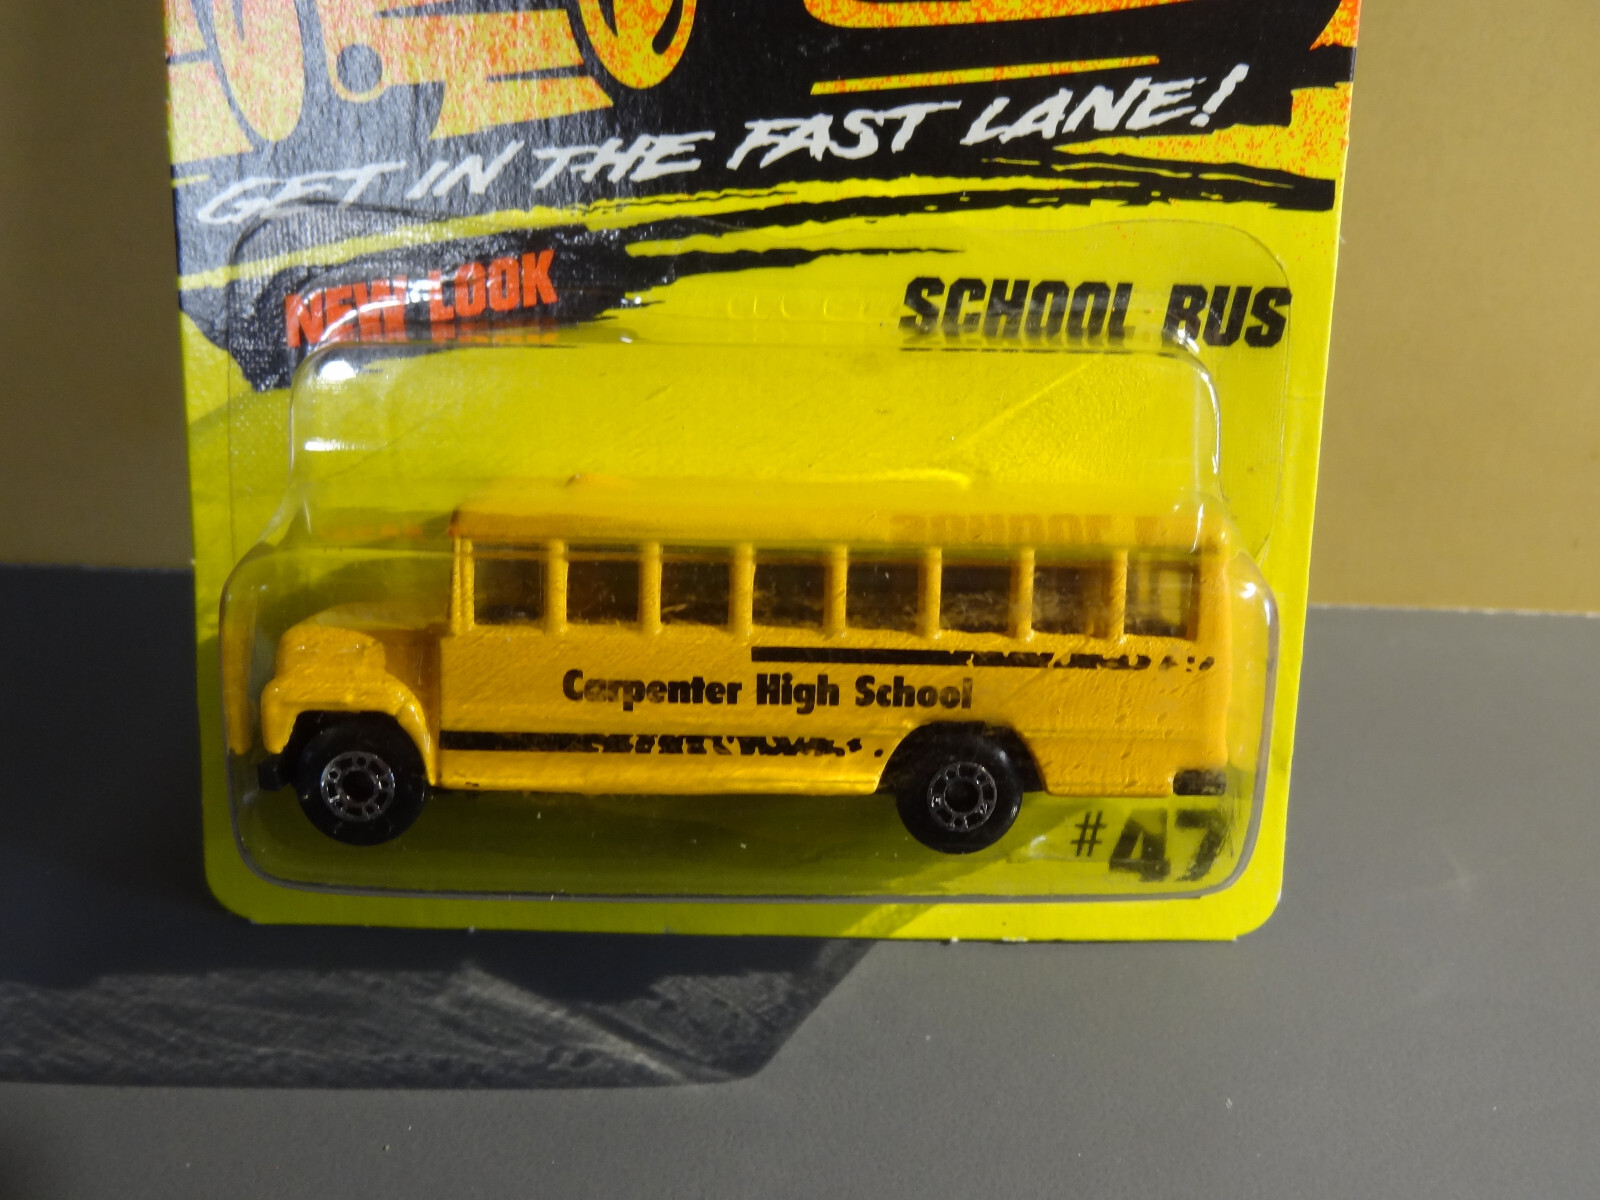 GET IN THE FAST LANE!
NEW LOOK
SCHOOL BUS
Carpenter High School
#47